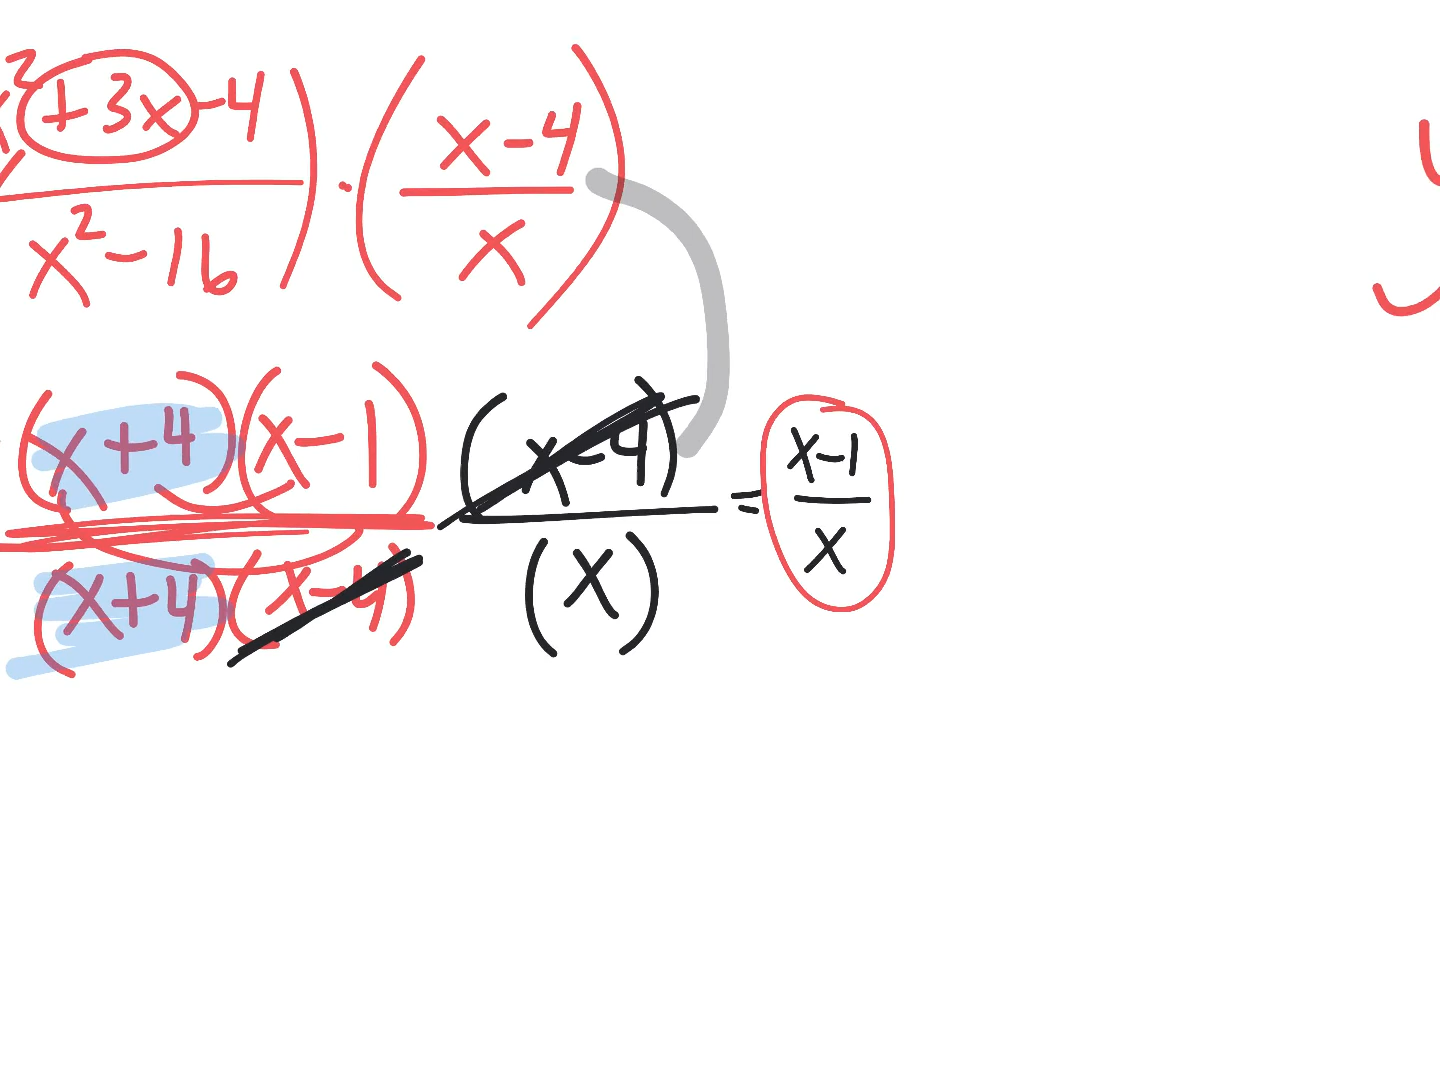 x² +3x -4
x² - 16
·
(x - 4)
x
(x + 4)(x - 1)
(x + 4)(x - 4)
(x - 4)
(x)
=
x - 1
x